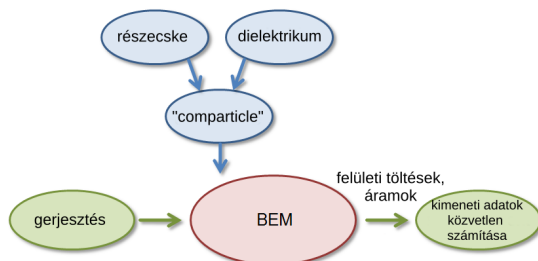 részecske
dielektrikum
"comparticle"
felületi töltések,
áramok
gerjesztés
BEM
kimeneti adatok
közvetlen
számítása